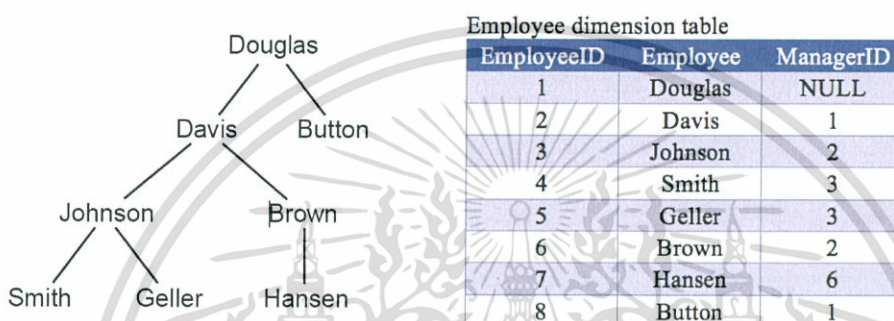 Douglas
Davis Button
Johnson Brown
Smith Geller Hansen
Employee dimension table
EmployeeID Employee ManagerID
1 Douglas NULL
2 Davis 1
3 Johnson 2
4 Smith 3
5 Geller 3
6 Brown 2
7 Hansen 6
8 Button 1